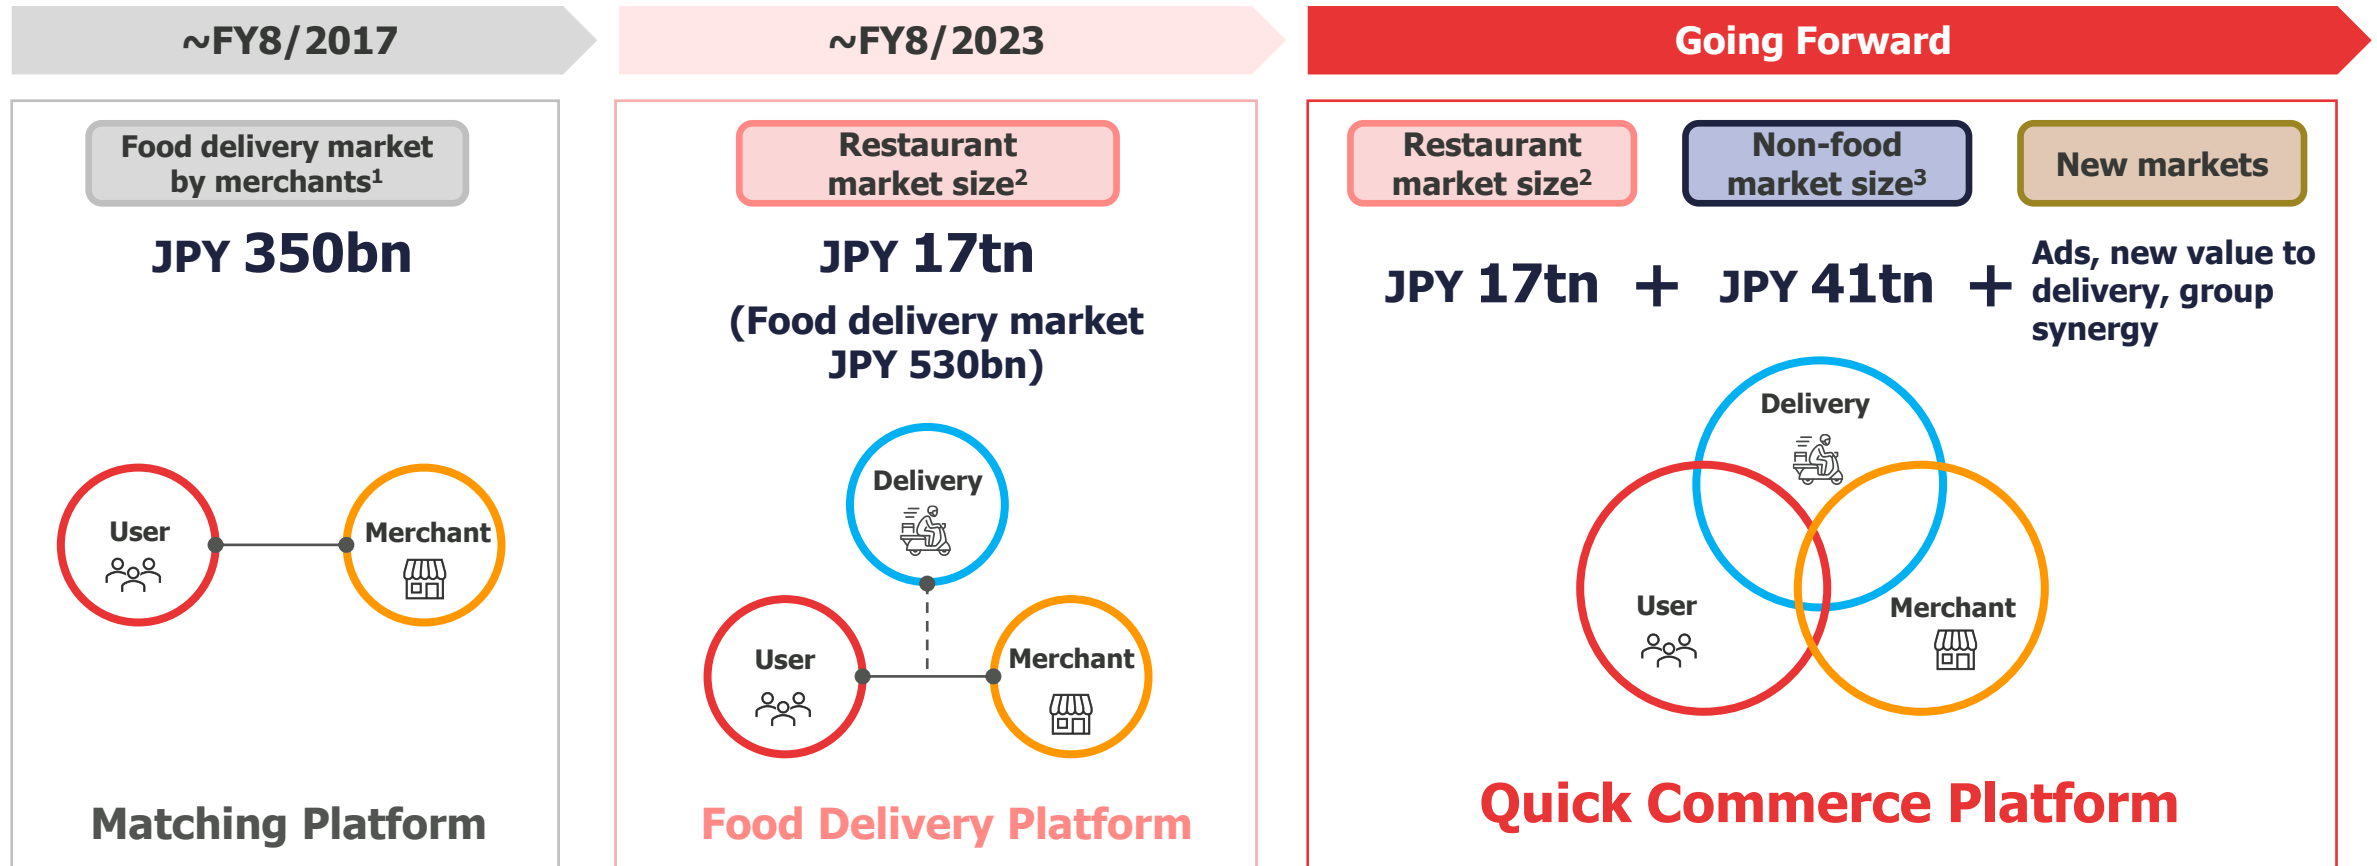 ~FY8/2017
~FY8/2023
Going Forward
Food delivery market
by merchants¹
JPY 350bn
User
Merchant
Matching Platform
Restaurant
market size²
JPY 17tn
(Food delivery market
JPY 530bn)
Delivery
User
Merchant
Food Delivery Platform
Restaurant
market size²
Non-food
market size³
New markets
JPY 17tn + JPY 41tn +
Ads, new value to
delivery, group
synergy
Delivery
User
Merchant
Quick Commerce Platform